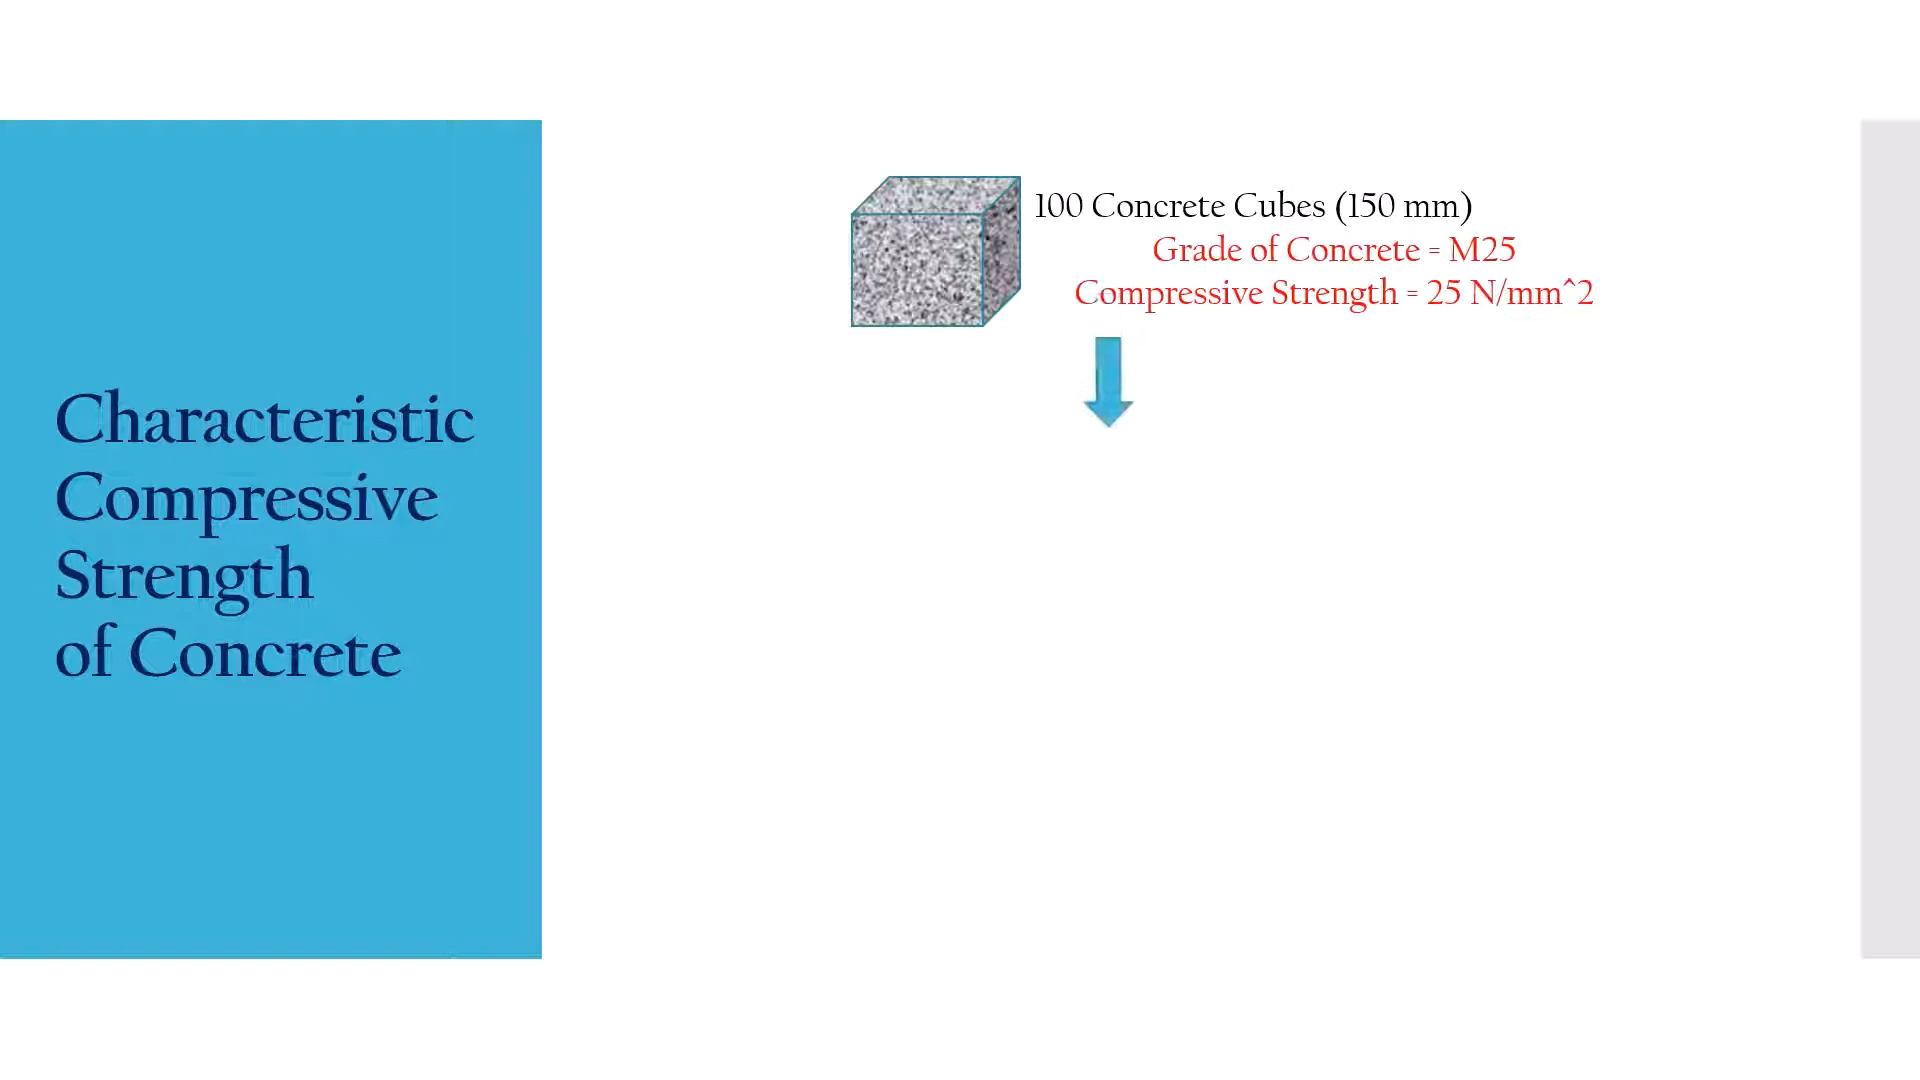 Characteristic
Compressive
Strength
of Concrete
100 Concrete Cubes (150 mm)
Grade of Concrete = M25
Compressive Strength = 25 N/mm^2